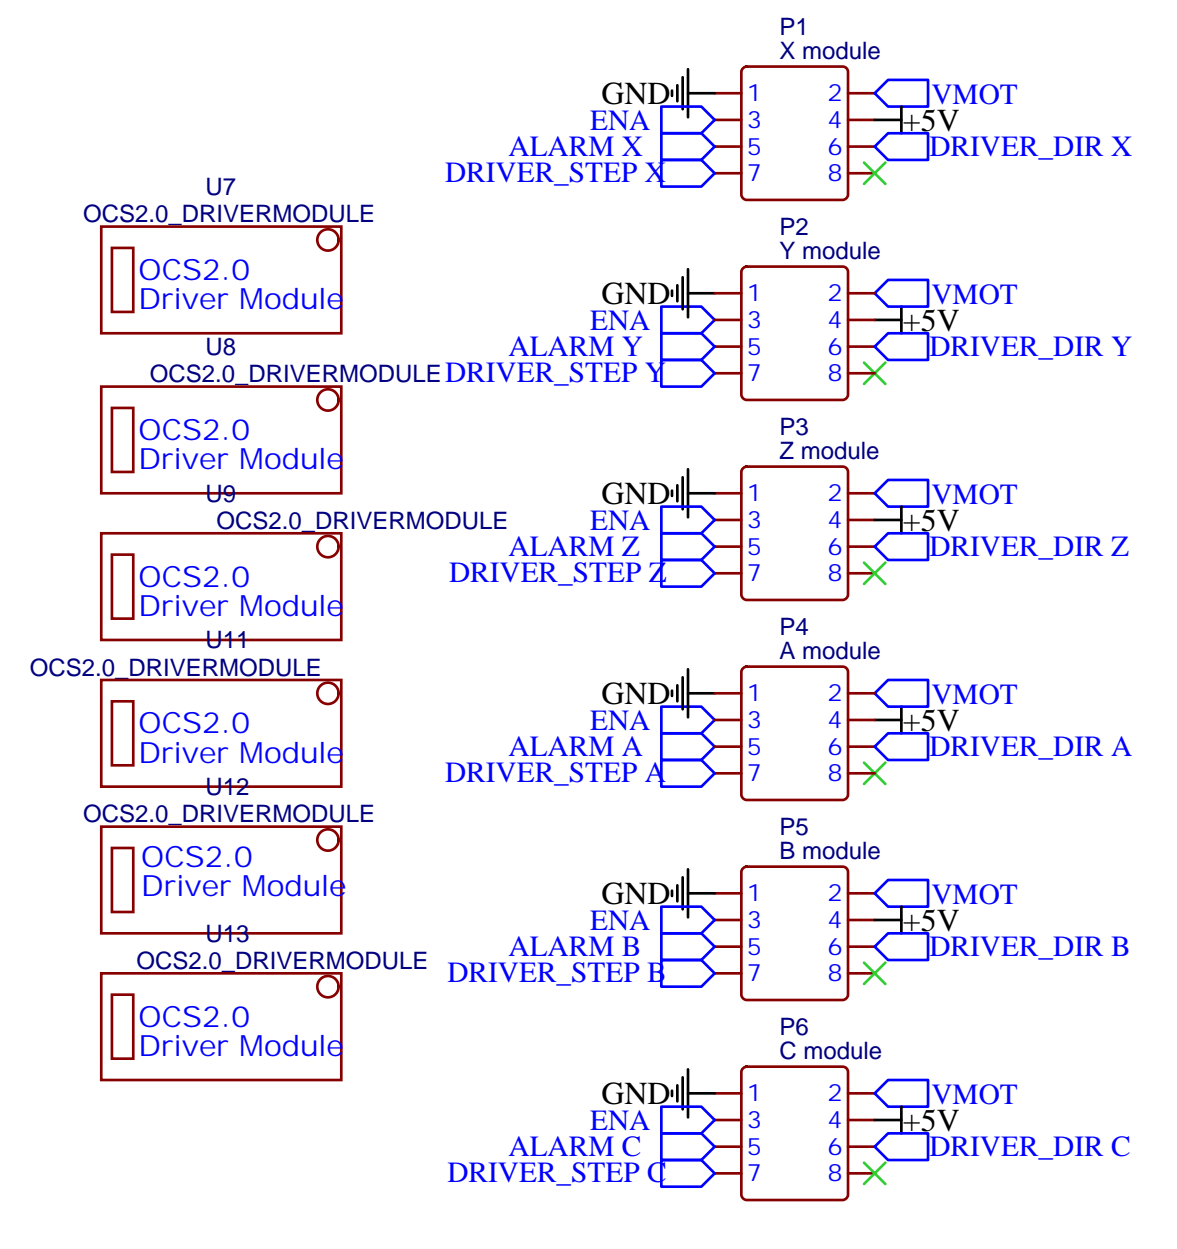 P1
X module
GND 1 2 VMOT
ENA 3 4 +5V
ALARM X 5 6 DRIVER_DIR X
DRIVER_STEP X 7 8
U7
OCS2.0_DRIVERMODULE
OCS2.0
Driver Module
P2
Y module
GND 1 2 VMOT
ENA 3 4 +5V
ALARM Y 5 6 DRIVER_DIR Y
DRIVER_STEP Y 7 8
U8
OCS2.0_DRIVERMODULE
OCS2.0
Driver Module
P3
Z module
GND 1 2 VMOT
ENA 3 4 +5V
ALARM Z 5 6 DRIVER_DIR Z
DRIVER_STEP Z 7 8
U9
OCS2.0_DRIVERMODULE
OCS2.0
Driver Module
P4
A module
GND 1 2 VMOT
ENA 3 4 +5V
ALARM A 5 6 DRIVER_DIR A
DRIVER_STEP A 7 8
U11
OCS2.0_DRIVERMODULE
OCS2.0
Driver Module
P5
B module
GND 1 2 VMOT
ENA 3 4 +5V
ALARM B 5 6 DRIVER_DIR B
DRIVER_STEP B 7 8
U12
OCS2.0_DRIVERMODULE
OCS2.0
Driver Module
P6
C module
GND 1 2 VMOT
ENA 3 4 +5V
ALARM C 5 6 DRIVER_DIR C
DRIVER_STEP C 7 8
U13
OCS2.0_DRIVERMODULE
OCS2.0
Driver Module